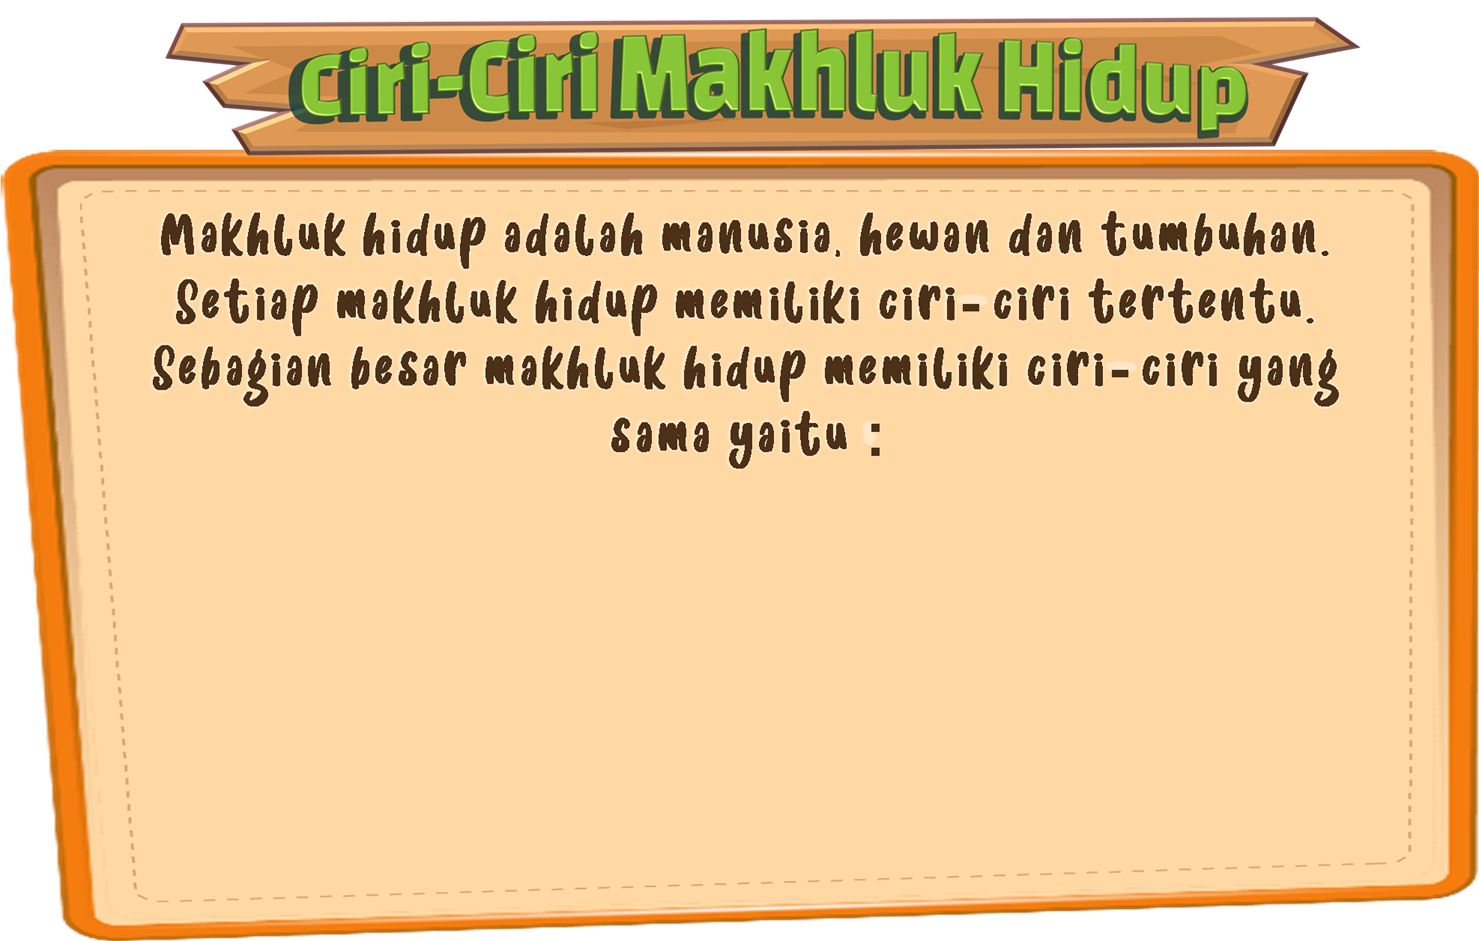 Ciri-Ciri Makhluk Hidup
Makhluk hidup adalah manusia, hewan dan tumbuhan.
Setiap makhluk hidup memiliki ciri-ciri tertentu.
Sebagian besar makhluk hidup memiliki ciri-ciri yang
sama yaitu :